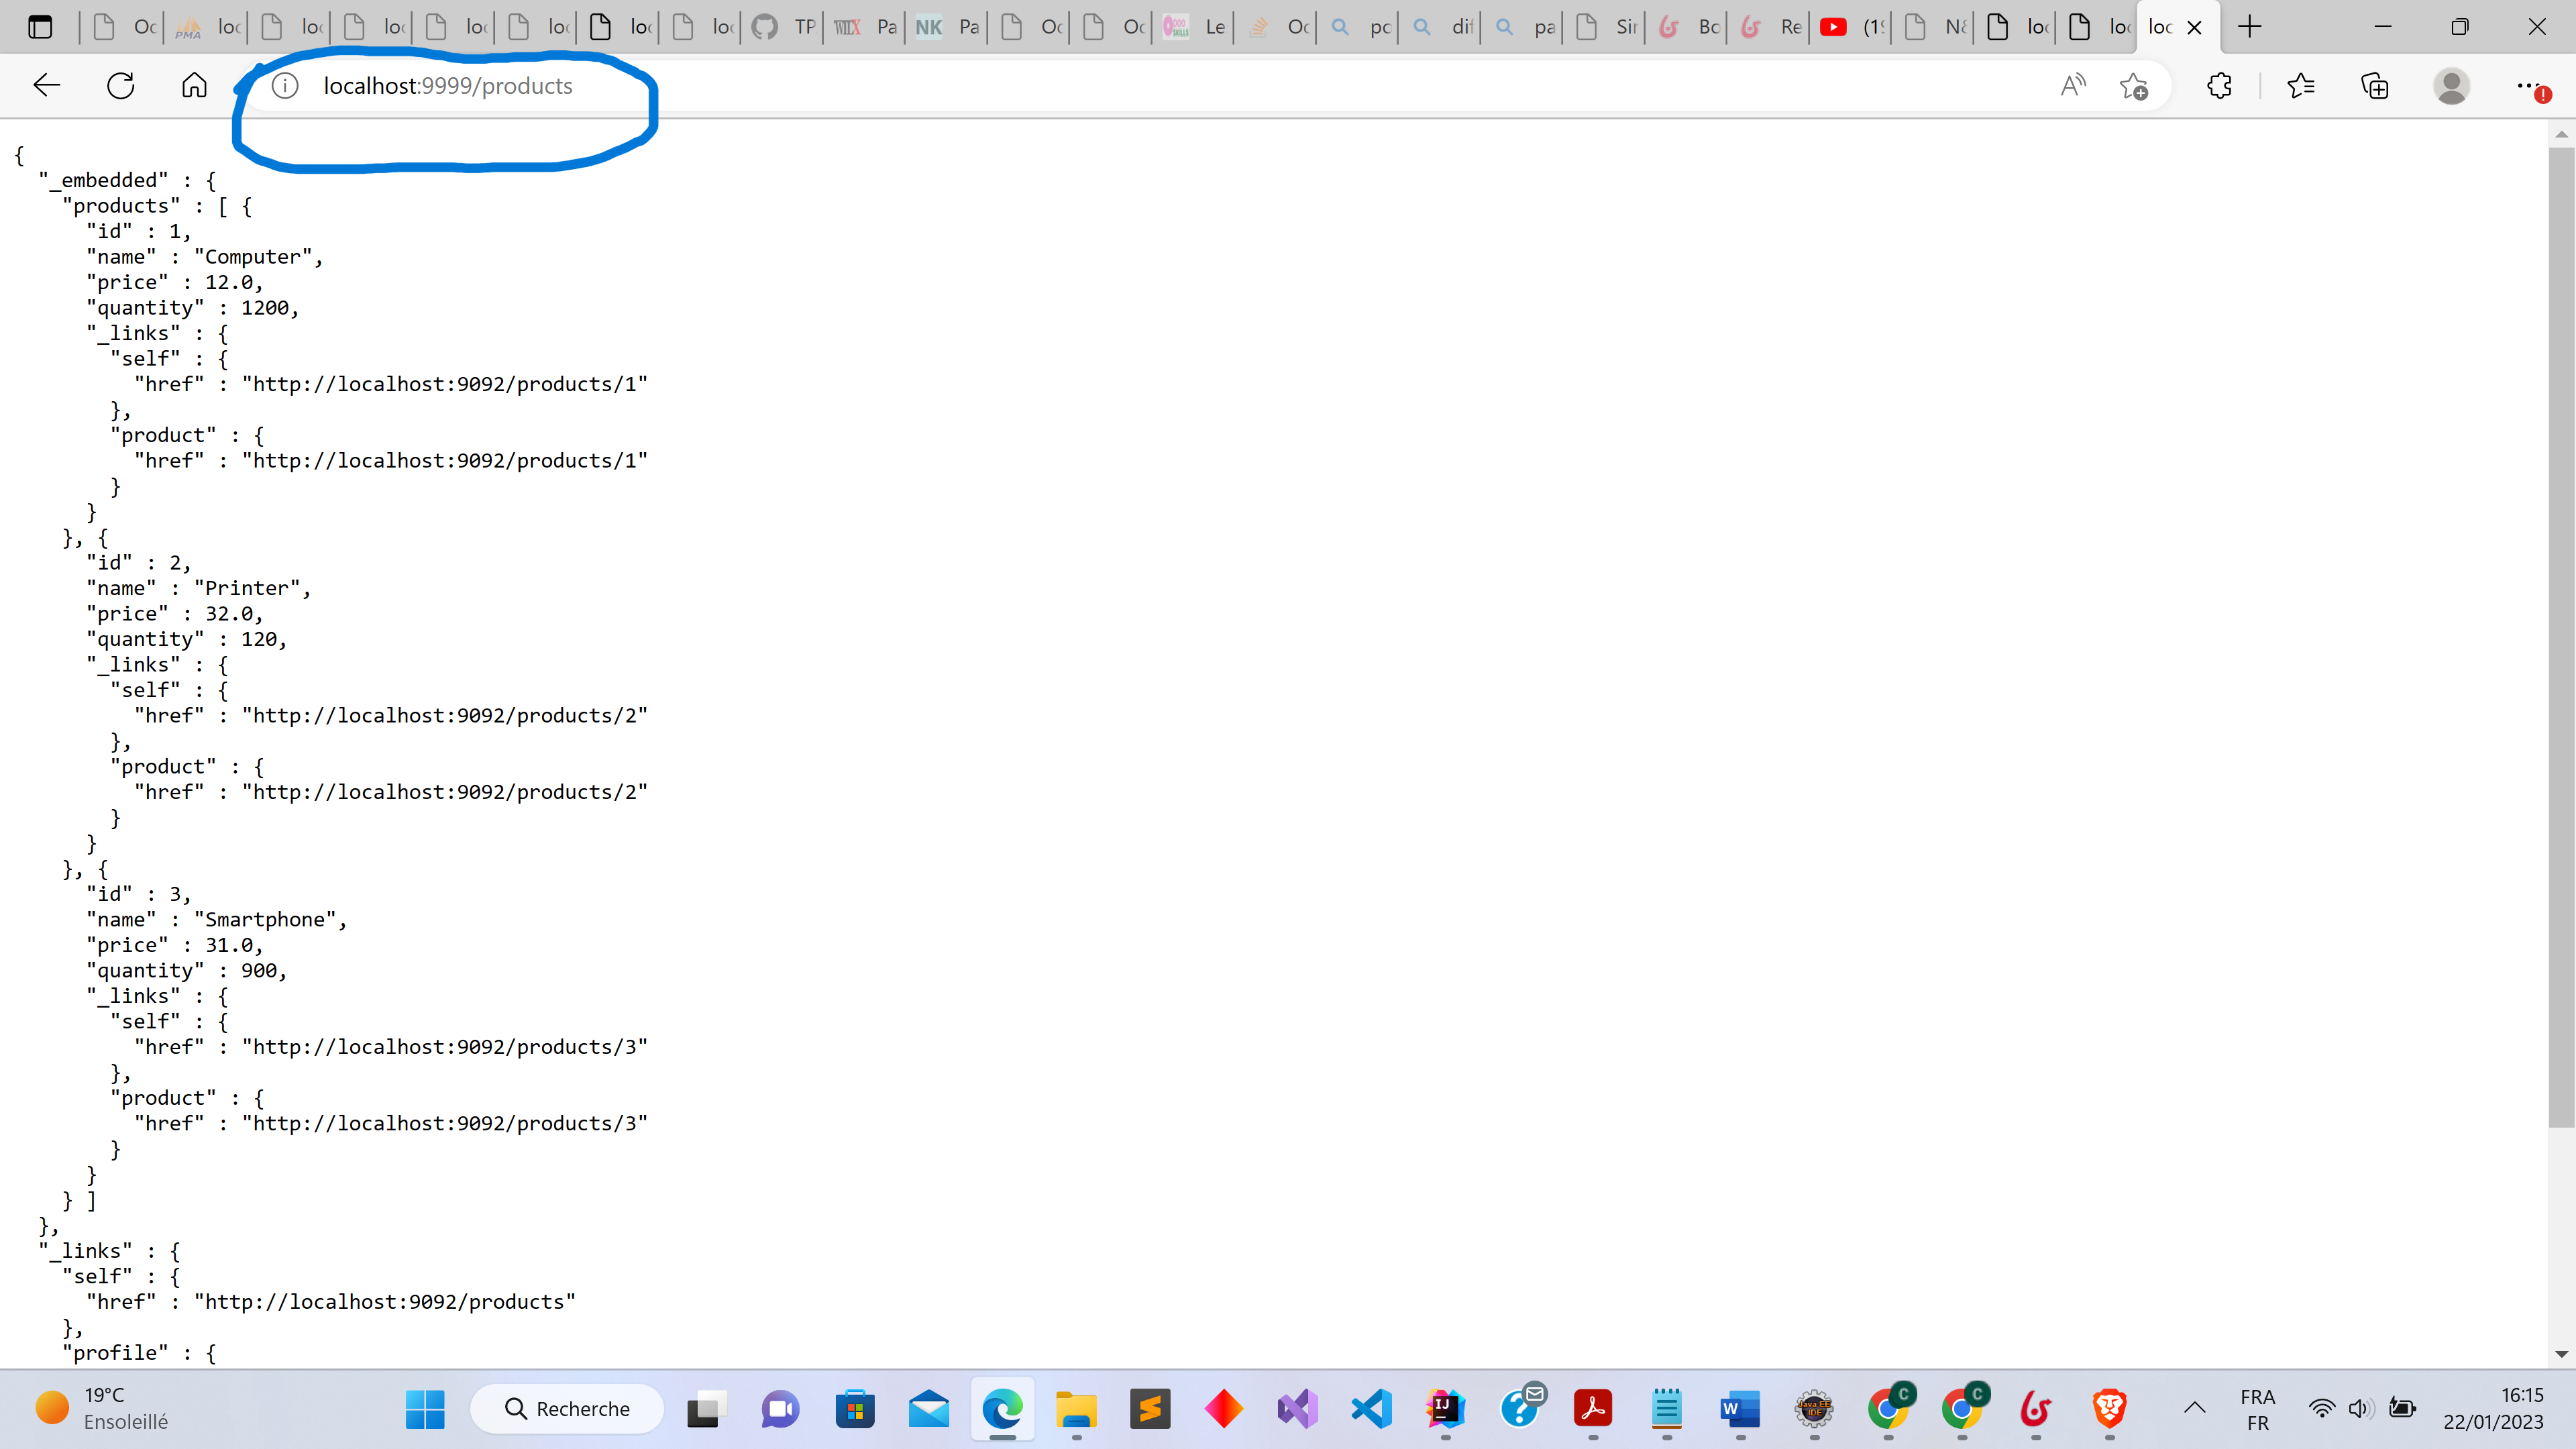 Oc loc loc loc loc loc loc loc TP Pa NK Pa Oc Oc Le Oc po dif pa Sir Bo Re (19 N& loc loc loc
localhost:9999/products
{
"_embedded" : {
"products" : [ {
"id" : 1,
"name" : "Computer",
"price" : 12.0,
"quantity" : 1200,
"_links" : {
"self" : {
"href" : "http://localhost:9092/products/1"
},
"product" : {
"href" : "http://localhost:9092/products/1"
}
}
}, {
"id" : 2,
"name" : "Printer",
"price" : 32.0,
"quantity" : 120,
"_links" : {
"self" : {
"href" : "http://localhost:9092/products/2"
},
"product" : {
"href" : "http://localhost:9092/products/2"
}
}
}, {
"id" : 3,
"name" : "Smartphone",
"price" : 31.0,
"quantity" : 900,
"_links" : {
"self" : {
"href" : "http://localhost:9092/products/3"
},
"product" : {
"href" : "http://localhost:9092/products/3"
}
}
} ]
},
"_links" : {
"self" : {
"href" : "http://localhost:9092/products"
},
"profile" : {
19°C
Ensoleillé
Recherche
FRA
FR
16:15
22/01/2023